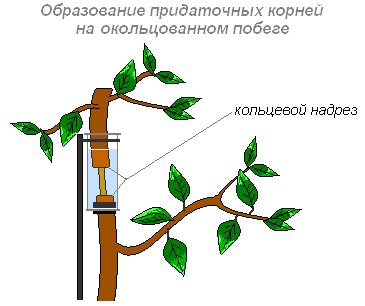 Образование придаточных корней
на окольцованном побеге
кольцевой надрез